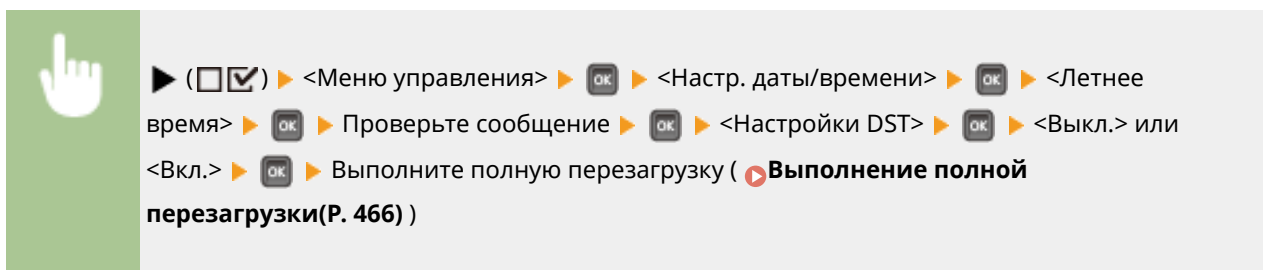 ▶ (☐☑) ▶ <Меню управления> ▶ OK ▶ <Настр. даты/времени> ▶ OK ▶ <Летнее
время> ▶ OK ▶ Проверьте сообщение ▶ OK ▶ <Настройки DST> ▶ OK ▶ <Выкл.> или
<Вкл.> ▶ OK ▶ Выполните полную перезагрузку ( Выполнение полной
перезагрузки(P. 466) )